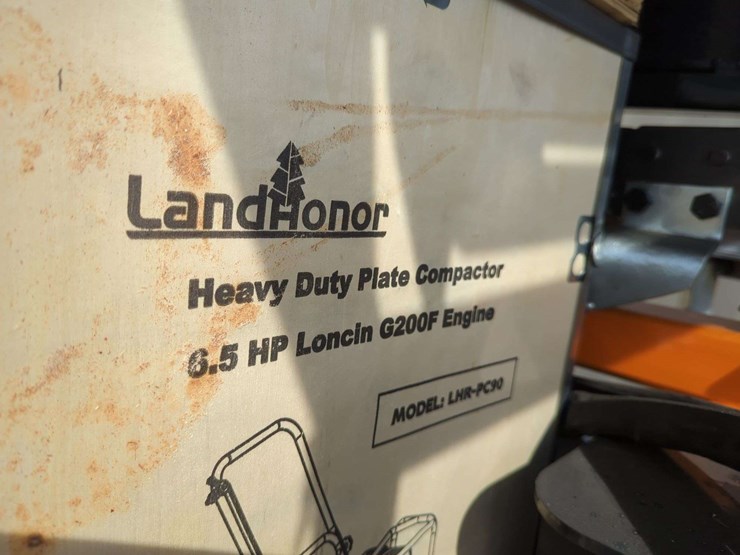 LandHonor
Heavy Duty Plate Compactor
6.5 HP Loncin G200F Engine
MODEL: LHR-PC90